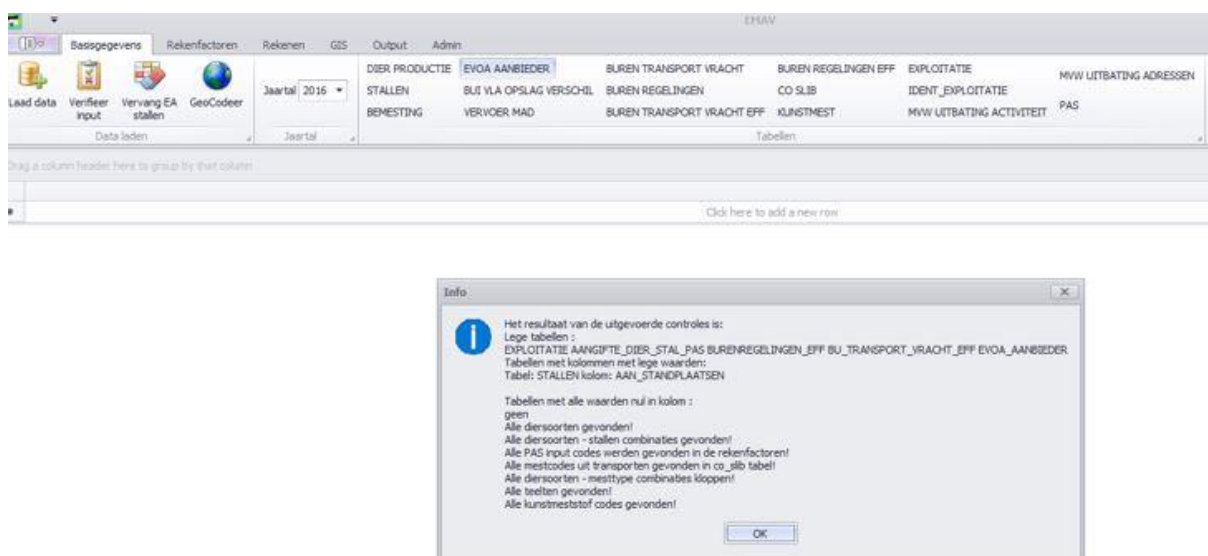 EMAV
Basisgegevens Rekenfactoren Rekenen GIS Output Admin
Laad data Verifieer input Vervang EA stallen GeoCodeer
Jaartal 2016
DIER PRODUCTIE EVOA AANBIEDER BUREN TRANSPORT VRACHT BUREN REGELINGEN EFF EXPLOITATIE MVW UITBATING ADRESSEN
STALLEN BUI VLA OPSLAG VERSCHIL BUREN REGELINGEN CO SLIB IDENT_EXPLOITATIE PAS
BEMESTING VERVOER MAD BUREN TRANSPORT VRACHT EFF KUNSTMEST MVW UITBATING ACTIVITEIT
Data laden Jaartal Tabellen
Drag a column header here to group by that column
Click here to add a new row
Info
Het resultaat van de uitgevoerde controles is:
Lege tabellen :
EXPLOITATIE AANGIFTE_DIER_STAL_PAS BURENREGELINGEN_EFF BU_TRANSPORT_VRACHT_EFF EVOA_AANBIEDER
Tabellen met kolommen met lege waarden:
Tabel: STALLEN kolom: AAN_STANDPLAATSEN
Tabellen met alle waarden nul in kolom :
geen
Alle diersoorten gevonden!
Alle diersoorten - stallen combinaties gevonden!
Alle PAS input codes werden gevonden in de rekenfactoren!
Alle mestcodes uit transporten gevonden in co_slib tabel!
Alle diersoorten - mesttype combinaties kloppen!
Alle teelten gevonden!
Alle kunstmeststof codes gevonden!
OK